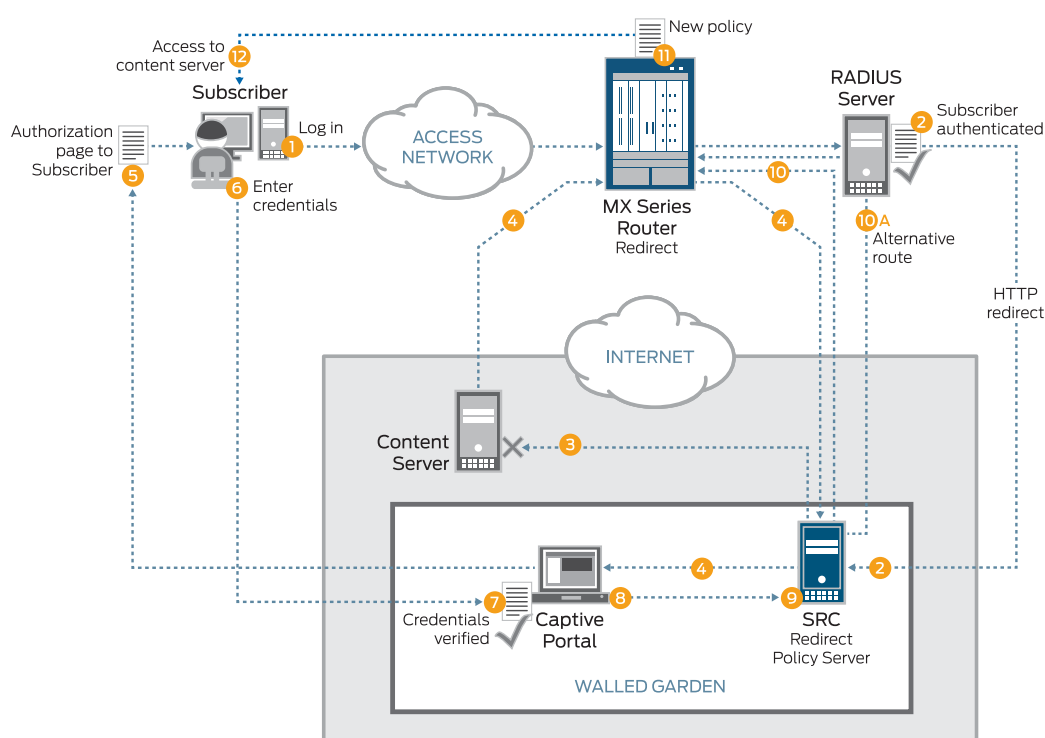 New policy
11
Access to
content server
12
Subscriber
RADIUS
Server
2
Subscriber
authenticated
Authorization
page to
Subscriber
5
Log in
1
ACCESS
NETWORK
10
6
Enter
credentials
4
MX Series
Router
Redirect
4
10A
Alternative
route
HTTP
redirect
INTERNET
Content
Server
3
4
2
7
Credentials
verified
8
Captive
Portal
9
SRC
Redirect
Policy Server
WALLED GARDEN